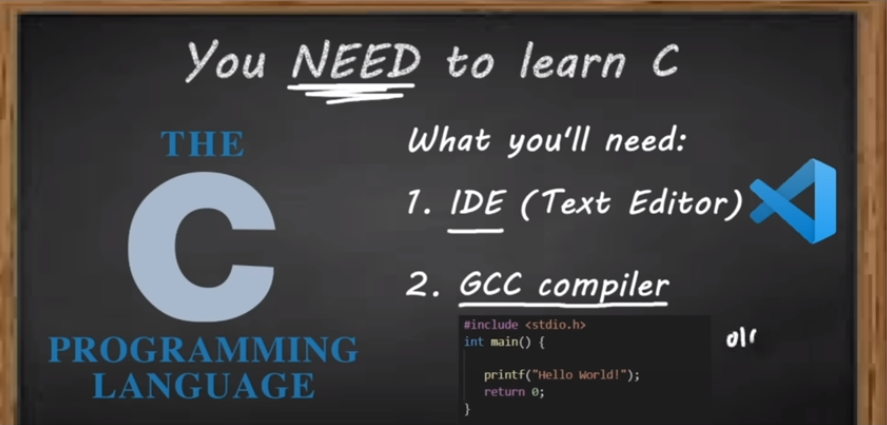 You NEED to learn C
THE
C
PROGRAMMING
LANGUAGE
What you'll need:
1. IDE (Text Editor)
2. GCC compiler
#include <stdio.h>
int main() {
printf("Hello World!");
return 0;
}